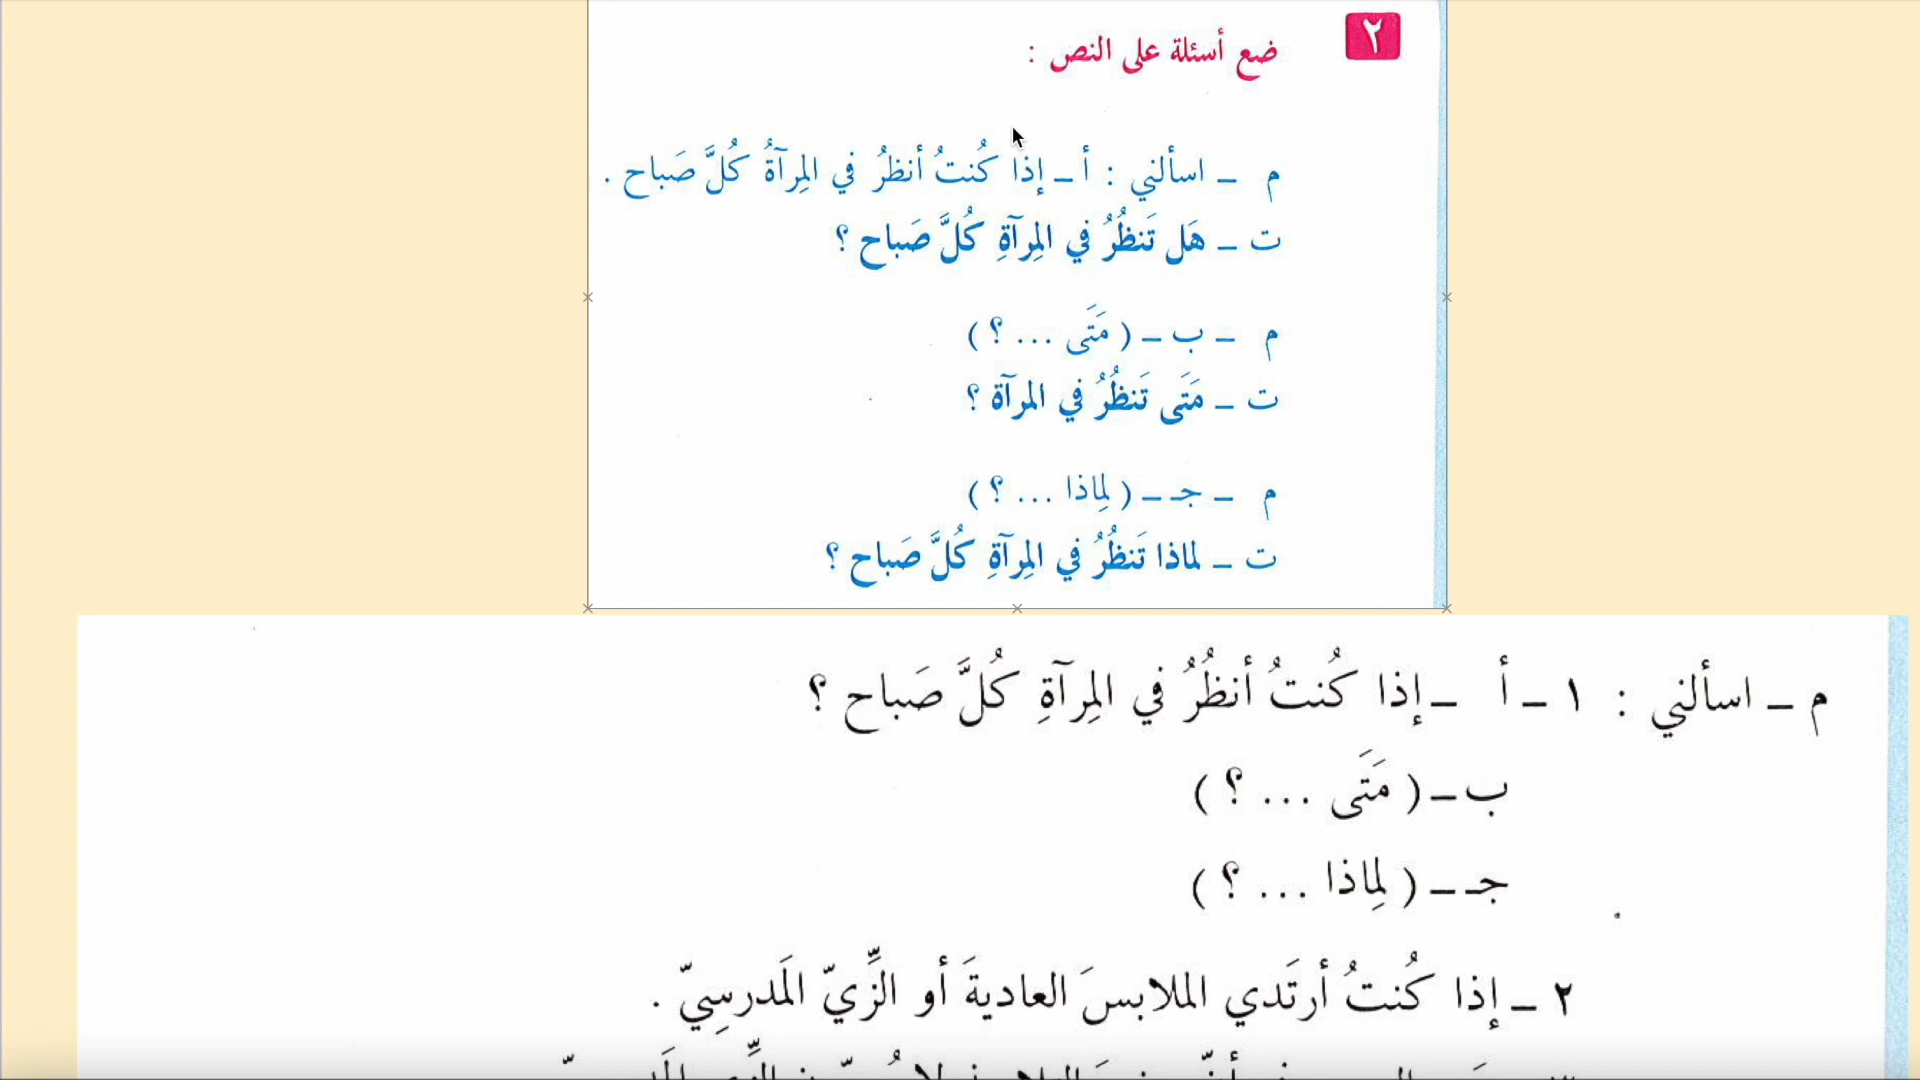 ٢
ضع أسئلة على النص :
م ـ اسألني : أ ـ إذا كُنتُ أنظرُ في المِرآةُ كُلَّ صَباح .
ت ـ هَل تَنظُرُ في المِرآةِ كُلَّ صَباح ؟
م ـ ب ـ ( مَتَى ... ؟ )
ت ـ مَتَى تَنظُرُ في المرآة ؟
م ـ جـ ـ ( لِماذا ... ؟ )
ت ـ لماذا تَنظُرُ في المِرآةِ كُلَّ صَباح ؟
م ـ اسألني : ١ ـ أ ـ إذا كُنتُ أنظُرُ في المِرآةِ كُلَّ صَباح ؟
ب ـ ( مَتَى ... ؟ )
جـ ـ ( لِماذا ... ؟ )
٢ ـ إذا كُنتُ أرتَدي الملابسَ العاديةَ أو الزِّيّ المَدرسِيّ .